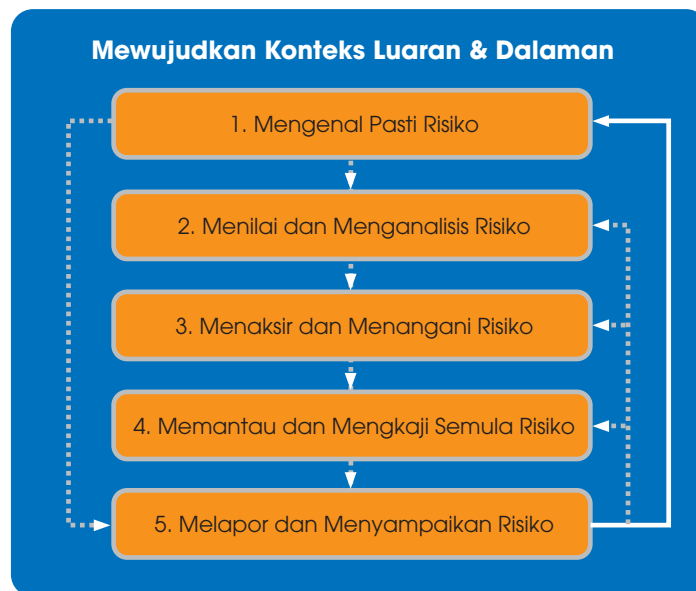 Mewujudkan Konteks Luaran & Dalaman
1. Mengenal Pasti Risiko
2. Menilai dan Menganalisis Risiko
3. Menaksir dan Menangani Risiko
4. Memantau dan Mengkaji Semula Risiko
5. Melapor dan Menyampaikan Risiko